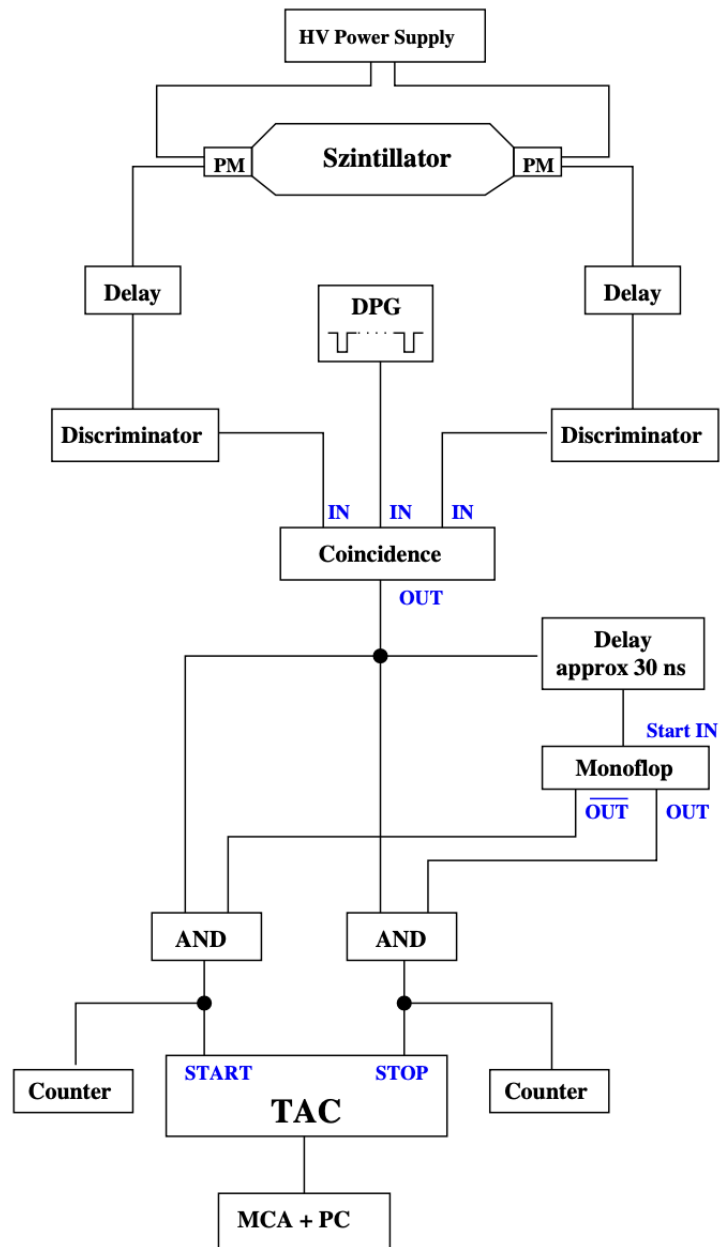 HV Power Supply
PM
Szintillator
PM
Delay
DPG
Delay
Discriminator
Discriminator
IN
IN
IN
Coincidence
OUT
Delay
approx 30 ns
Start IN
Monoflop
OUT
OUT
AND
AND
START
STOP
Counter
TAC
Counter
MCA + PC